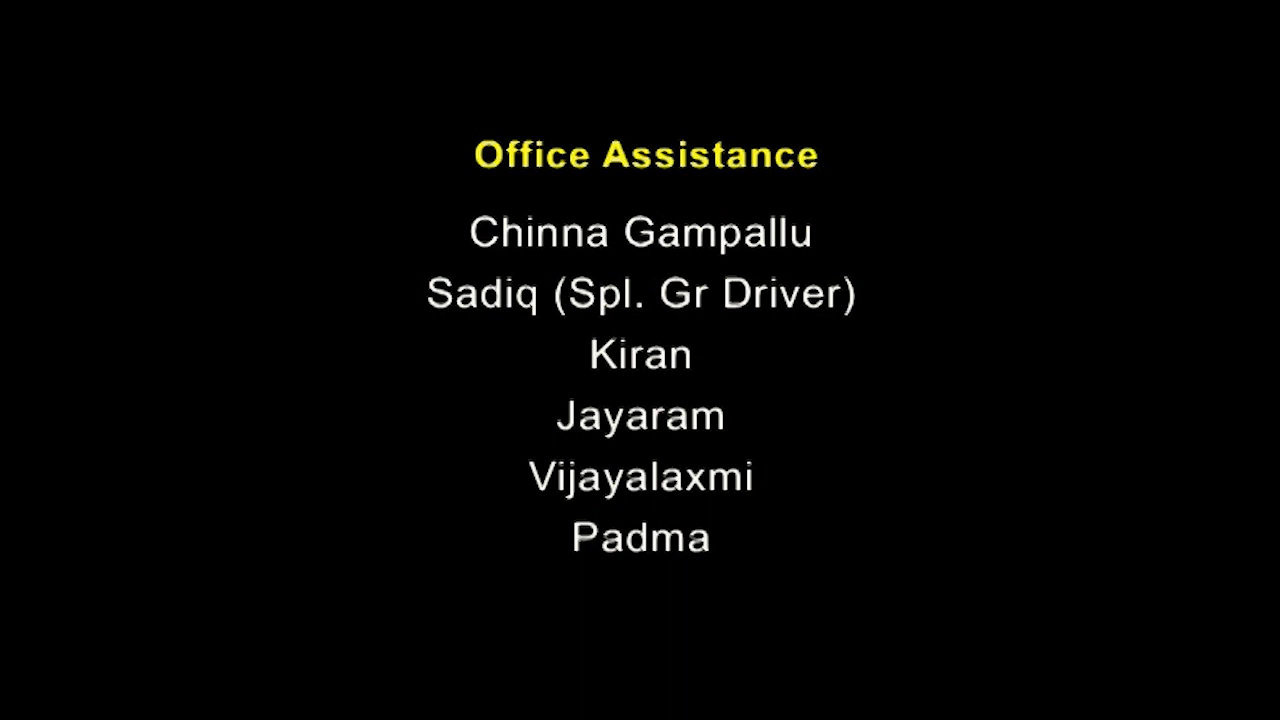 Office Assistance
Chinna Gampallu
Sadiq (Spl. Gr Driver)
Kiran
Jayaram
Vijayalaxmi
Padma